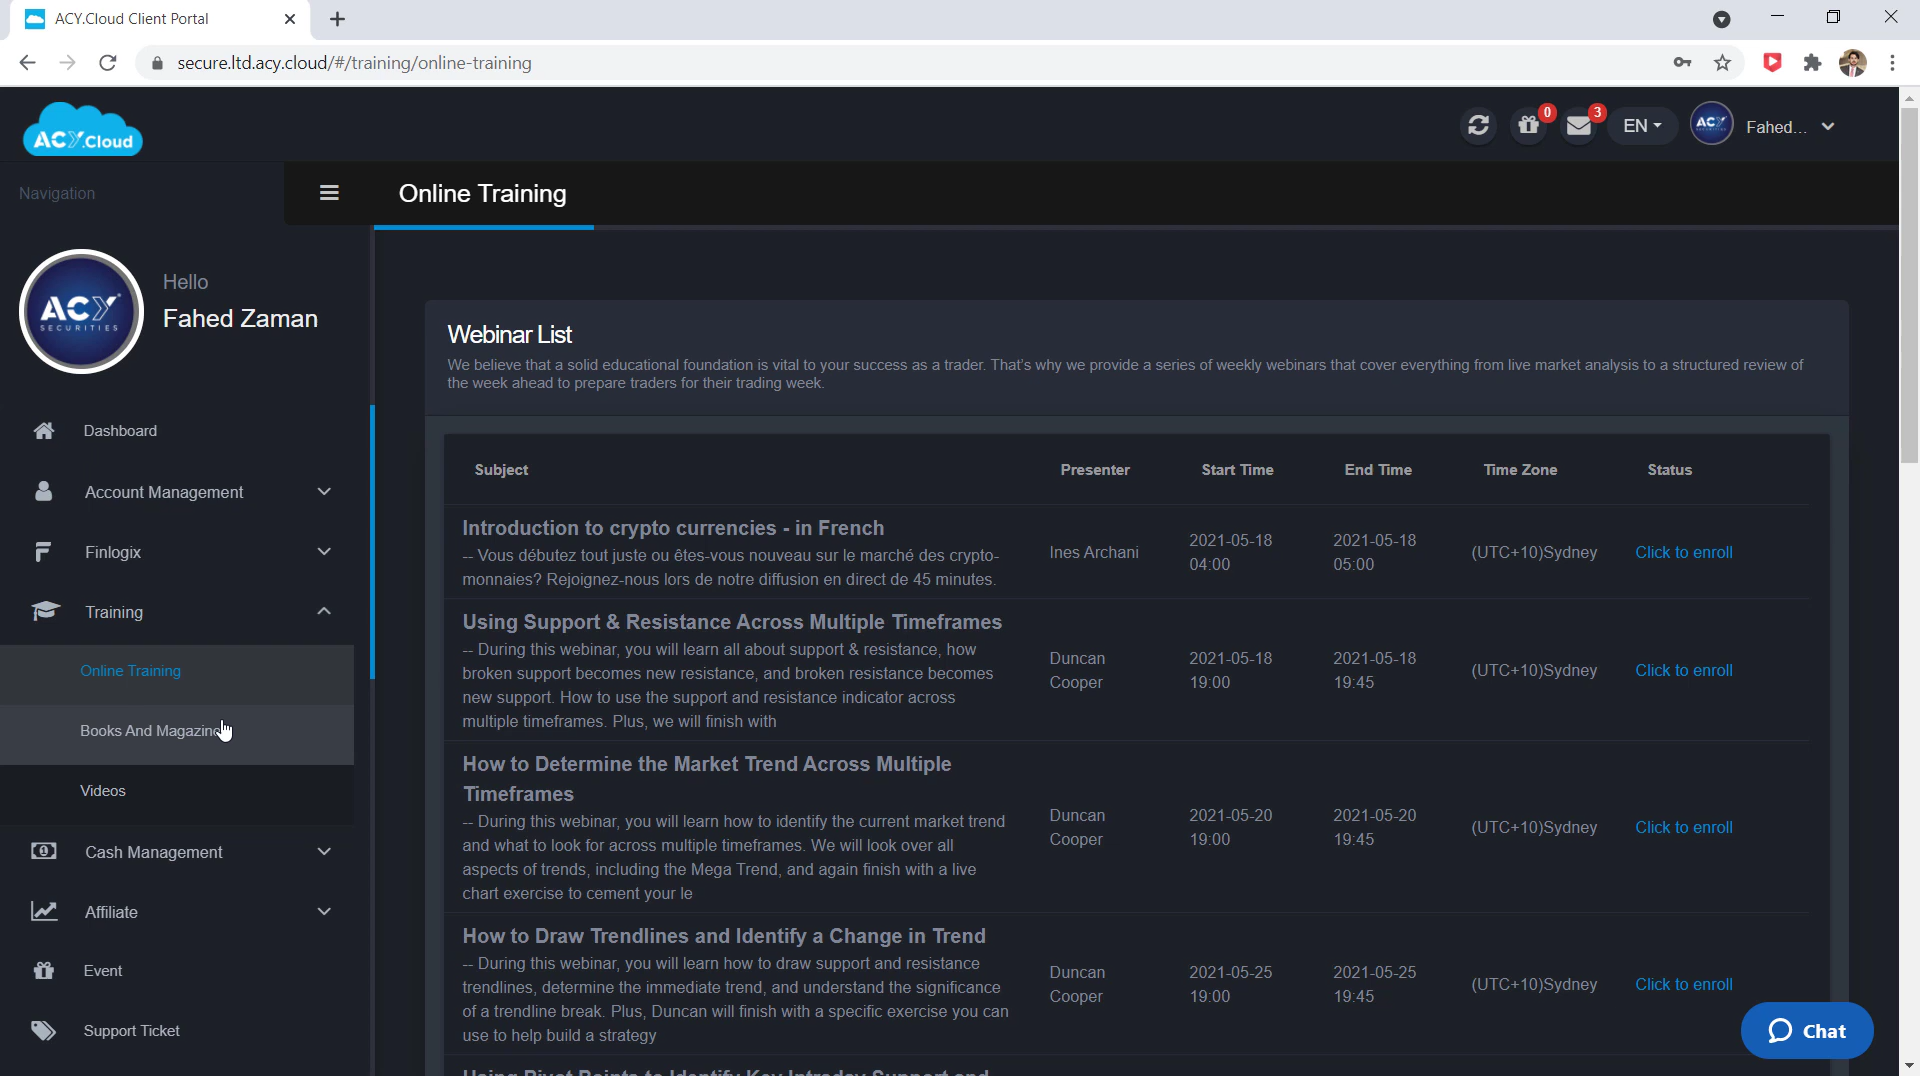 ACY.Cloud Client Portal
secure.ltd.acy.cloud/#/training/online-training
ACY.Cloud
0
3
EN
ACY
SECURITIES
Fahed...
Navigation
Online Training
ACY
SECURITIES
Hello
Fahed Zaman
Dashboard
Account Management
Finlogix
Training
Online Training
Books And Magazine
Videos
Cash Management
Affiliate
Event
Support Ticket
Webinar List
We believe that a solid educational foundation is vital to your success as a trader. That's why we provide a series of weekly webinars that cover everything from live market analysis to a structured review of
the week ahead to prepare traders for their trading week.
Subject Presenter Start Time End Time Time Zone Status
Introduction to crypto currencies - in French
-- Vous débutez tout juste ou êtes-vous nouveau sur le marché des crypto-
monnaies? Rejoignez-nous lors de notre diffusion en direct de 45 minutes.
Ines Archani
2021-05-18
04:00
2021-05-18
05:00
(UTC+10)Sydney
Click to enroll
Using Support & Resistance Across Multiple Timeframes
-- During this webinar, you will learn all about support & resistance, how
broken support becomes new resistance, and broken resistance becomes
new support. How to use the support and resistance indicator across
multiple timeframes. Plus, we will finish with
Duncan
Cooper
2021-05-18
19:00
2021-05-18
19:45
(UTC+10)Sydney
Click to enroll
How to Determine the Market Trend Across Multiple
Timeframes
-- During this webinar, you will learn how to identify the current market trend
and what to look for across multiple timeframes. We will look over all
aspects of trends, including the Mega Trend, and again finish with a live
chart exercise to cement your le
Duncan
Cooper
2021-05-20
19:00
2021-05-20
19:45
(UTC+10)Sydney
Click to enroll
How to Draw Trendlines and Identify a Change in Trend
-- During this webinar, you will learn how to draw support and resistance
trendlines, determine the immediate trend, and understand the significance
of a trendline break. Plus, Duncan will finish with a specific exercise you can
use to help build a strategy
Duncan
Cooper
2021-05-25
19:00
2021-05-25
19:45
(UTC+10)Sydney
Click to enroll
Using Pivot Points to Identify Key Intraday Support and
Chat